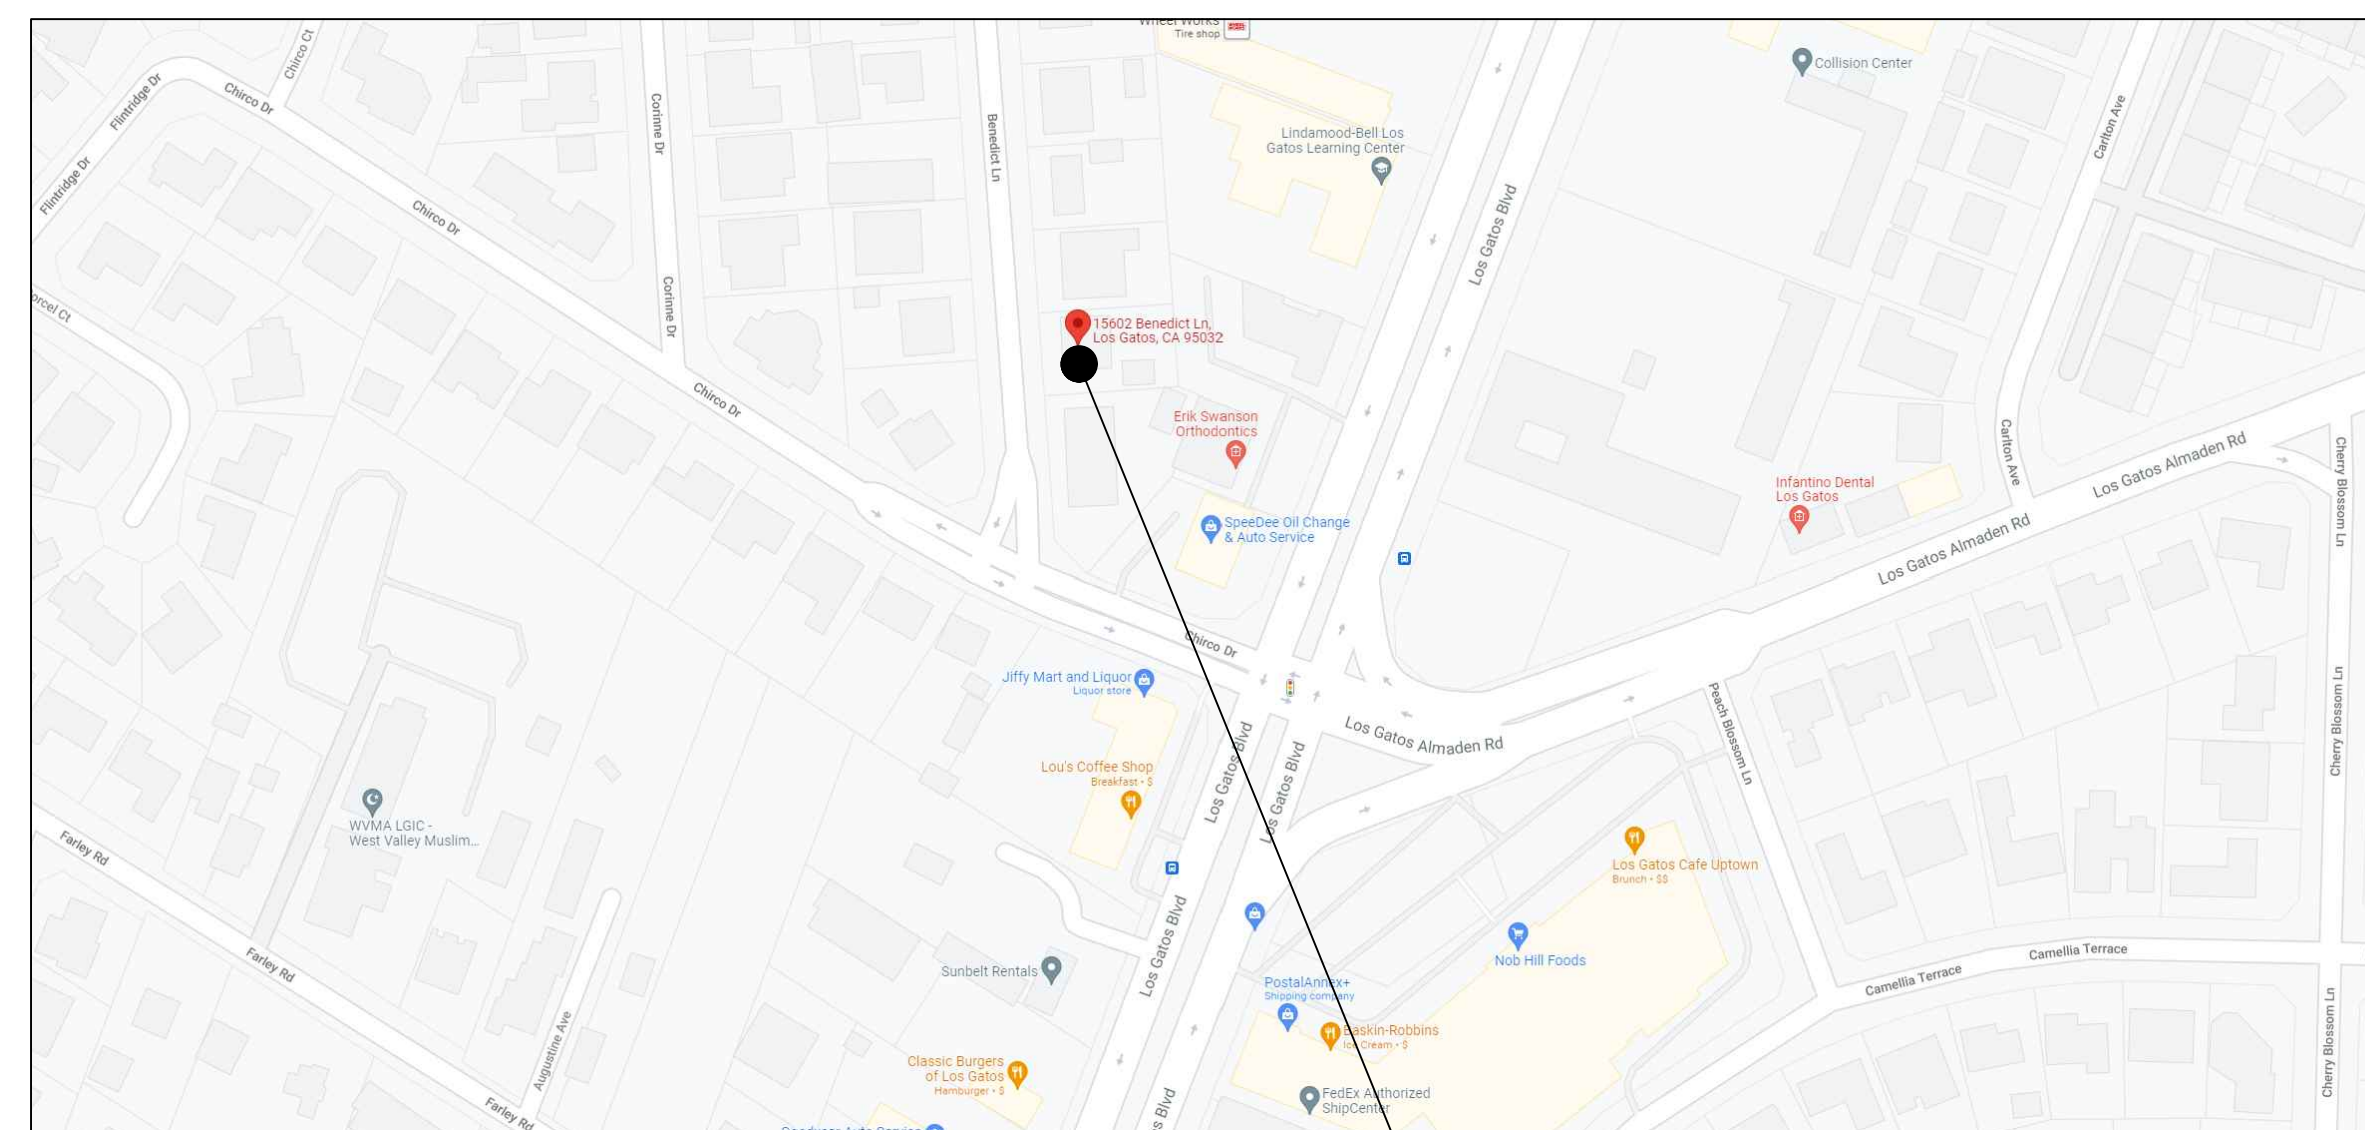 Wheel Works
Tire shop
Collision Center
Chirco Ct
Flintridge Dr
Chirco Dr
Corinne Dr
Benedict Ln
Carlton Ave
Lindamood-Bell Los
Gatos Learning Center
Flintridge Dr
Chirco Dr
Los Gatos Blvd
Corinne Dr
15602 Benedict Ln,
Los Gatos, CA 95032
Chirco Dr
Erik Swanson
Orthodontics
Carlton Ave
Los Gatos Almaden Rd
Cherry Blossom Ln
Infantino Dental
Los Gatos
SpeeDee Oil Change
& Auto Service
Los Gatos Almaden Rd
Chirco Dr
Jiffy Mart and Liquor
Liquor store
Los Gatos Almaden Rd
Peach Blossom Ln
Cherry Blossom Ln
Los Gatos Blvd
Los Gatos Blvd
Lou's Coffee Shop
Breakfast • $
WVMA LGIC -
West Valley Muslim...
Farley Rd
Los Gatos Cafe Uptown
Brunch • $$
Los Gatos Blvd
Nob Hill Foods
Camellia Terrace
Camellia Terrace
Farley Rd
Sunbelt Rentals
PostalAnnex+
Shipping company
Baskin-Robbins
Ice Cream • $
Cherry Blossom Ln
Augustine Ave
Classic Burgers
of Los Gatos
Hamburger • $
FedEx Authorized
ShipCenter
Farley Rd
Blvd